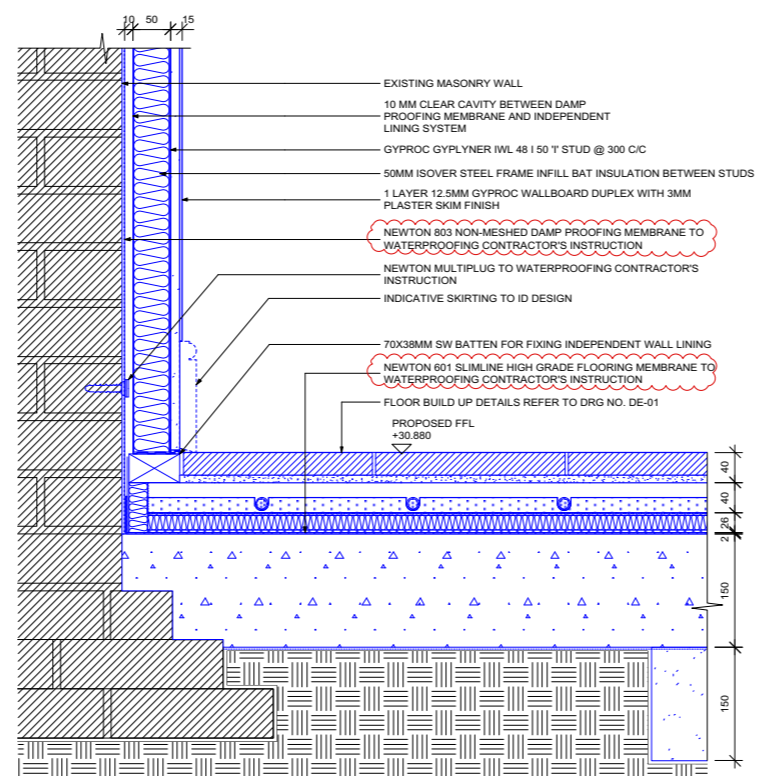 10 50 15
EXISTING MASONRY WALL
10 MM CLEAR CAVITY BETWEEN DAMP
PROOFING MEMBRANE AND INDEPENDENT
LINING SYSTEM
GYPROC GYPLYNER IWL 48 I 50 'I' STUD @ 300 C/C
50MM ISOVER STEEL FRAME INFILL BAT INSULATION BETWEEN STUDS
1 LAYER 12.5MM GYPROC WALLBOARD DUPLEX WITH 3MM
PLASTER SKIM FINISH
NEWTON 803 NON-MESHED DAMP PROOFING MEMBRANE TO
WATERPROOFING CONTRACTOR'S INSTRUCTION
NEWTON MULTIPLUG TO WATERPROOFING CONTRACTOR'S
INSTRUCTION
INDICATIVE SKIRTING TO ID DESIGN
70X38MM SW BATTEN FOR FIXING INDEPENDENT WALL LINING
NEWTON 601 SLIMLINE HIGH GRADE FLOORING MEMBRANE TO
WATERPROOFING CONTRACTOR'S INSTRUCTION
FLOOR BUILD UP DETAILS REFER TO DRG NO. DE-01
PROPOSED FFL
+30.880
40
40
26
2
150
150